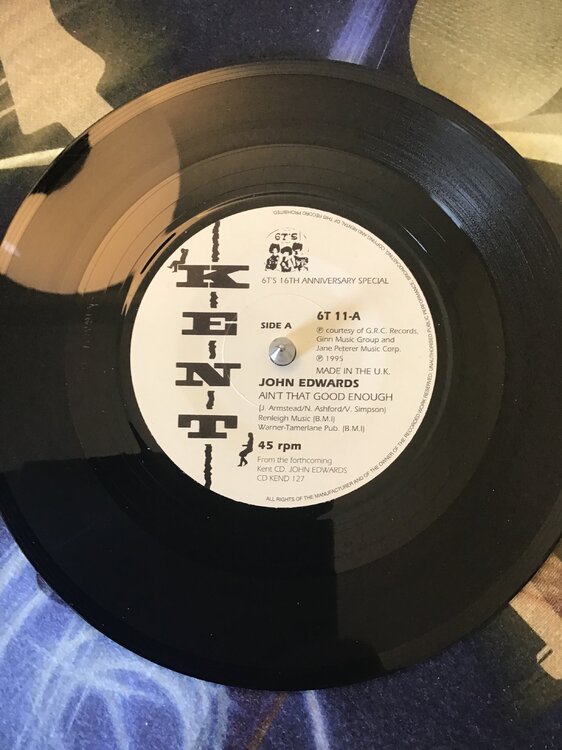 6T'S
6T'S 16TH ANNIVERSARY SPECIAL
KENT
6T 11-A
SIDE A
℗ courtesy of G.R.C. Records,
Ginn Music Group and
Jane Peterer Music Corp.
℗ 1995
MADE IN THE U.K.
JOHN EDWARDS
AIN'T THAT GOOD ENOUGH
(J. Armstead/N. Ashford/V. Simpson)
Renleigh Music (B.M.I)
Warner-Tamerlane Pub. (B.M.I)
45 rpm
From the forthcoming
Kent CD. JOHN EDWARDS
CD KEND 127
ALL RIGHTS OF THE MANUFACTURER AND OF THE OWNER OF THE RECORDED WORK RESERVED. UNAUTHORISED PUBLIC PERFORMANCE, BROADCASTING, COPYING AND RENTAL OF THIS RECORD PROHIBITED.